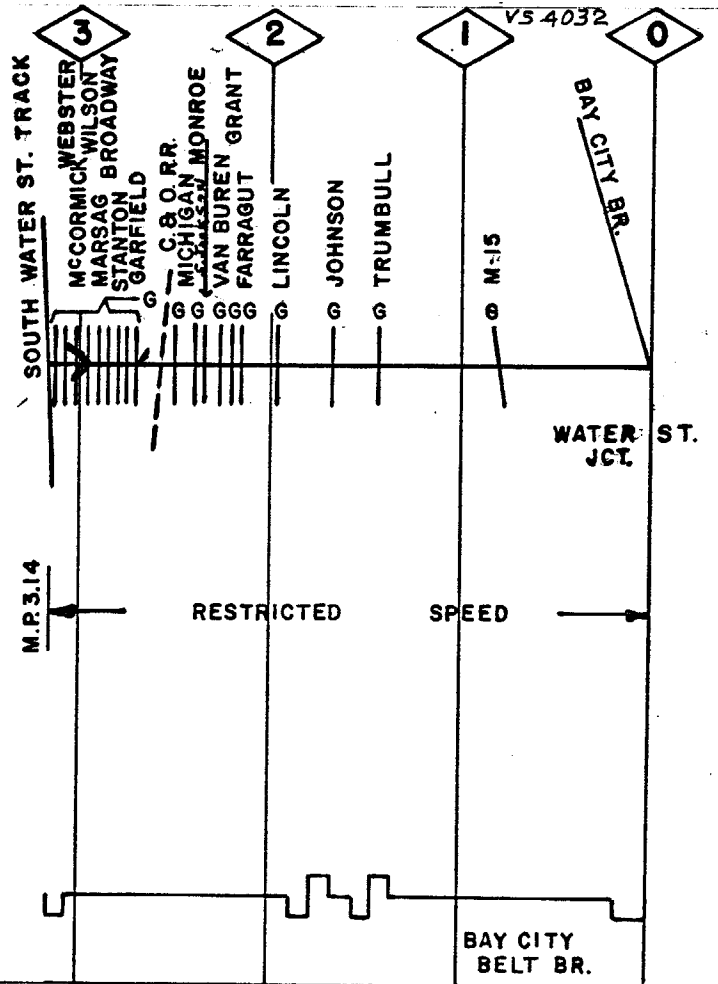 VS 4032
3
2
1
0
SOUTH WATER ST. TRACK
McCORMICK
WEBSTER
MARSAG
WILSON
STANTON
BROADWAY
GARFIELD
G
C & O. R.R.
MICHIGAN
MONROE
VAN BUREN
GRANT
FARRAGUT
LINCOLN
JOHNSON
TRUMBULL
M-15
BAY CITY BR.
G G G G G G G G G
WATER ST.
JCT.
M.P. 3.14
RESTRICTED SPEED
BAY CITY
BELT BR.